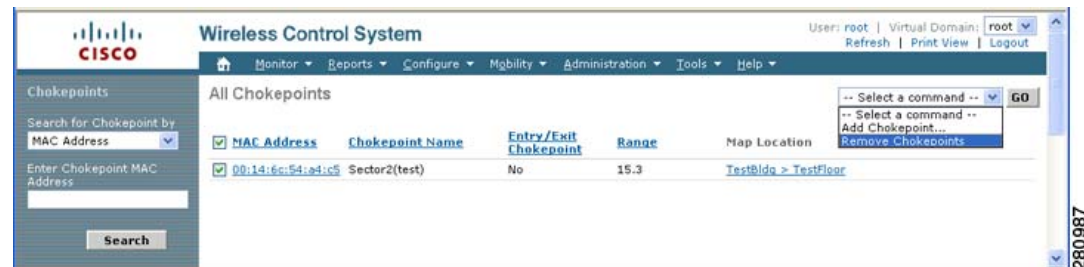 CISCO
Wireless Control System
User: root | Virtual Domain: root
Refresh | Print View | Logout
Monitor Reports Configure Mobility Administration Tools Help
Chokepoints
Search for Chokepoint by
MAC Address
Enter Chokepoint MAC
Address
Search
All Chokepoints
-- Select a command -- GO
-- Select a command --
Add Chokepoint...
Remove Chokepoints
MAC Address Chokepoint Name Entry/Exit Chokepoint Range Map Location
00:14:6c:54:a4:c5 Sector2(test) No 15.3 TestBldg > TestFloor
280987